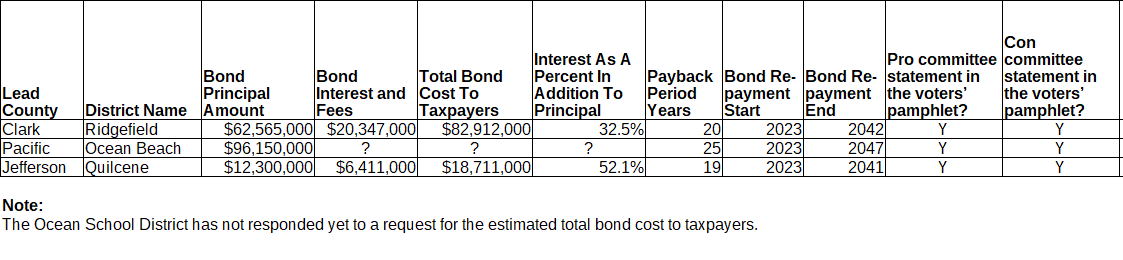 Lead County District Name Bond Principal Amount Bond Interest and Fees Total Bond Cost To Taxpayers Interest As A Percent In Addition To Principal Payback Period Years Bond Re-payment Start Bond Re-payment End Pro committee statement in the voters’ pamphlet? Con committee statement in the voters’ pamphlet?
Clark Ridgefield $62,565,000 $20,347,000 $82,912,000 32.5% 20 2023 2042 Y Y
Pacific Ocean Beach $96,150,000 ? ? ? 25 2023 2047 Y Y
Jefferson Quilcene $12,300,000 $6,411,000 $18,711,000 52.1% 19 2023 2041 Y Y
Note:
The Ocean School District has not responded yet to a request for the estimated total bond cost to taxpayers.